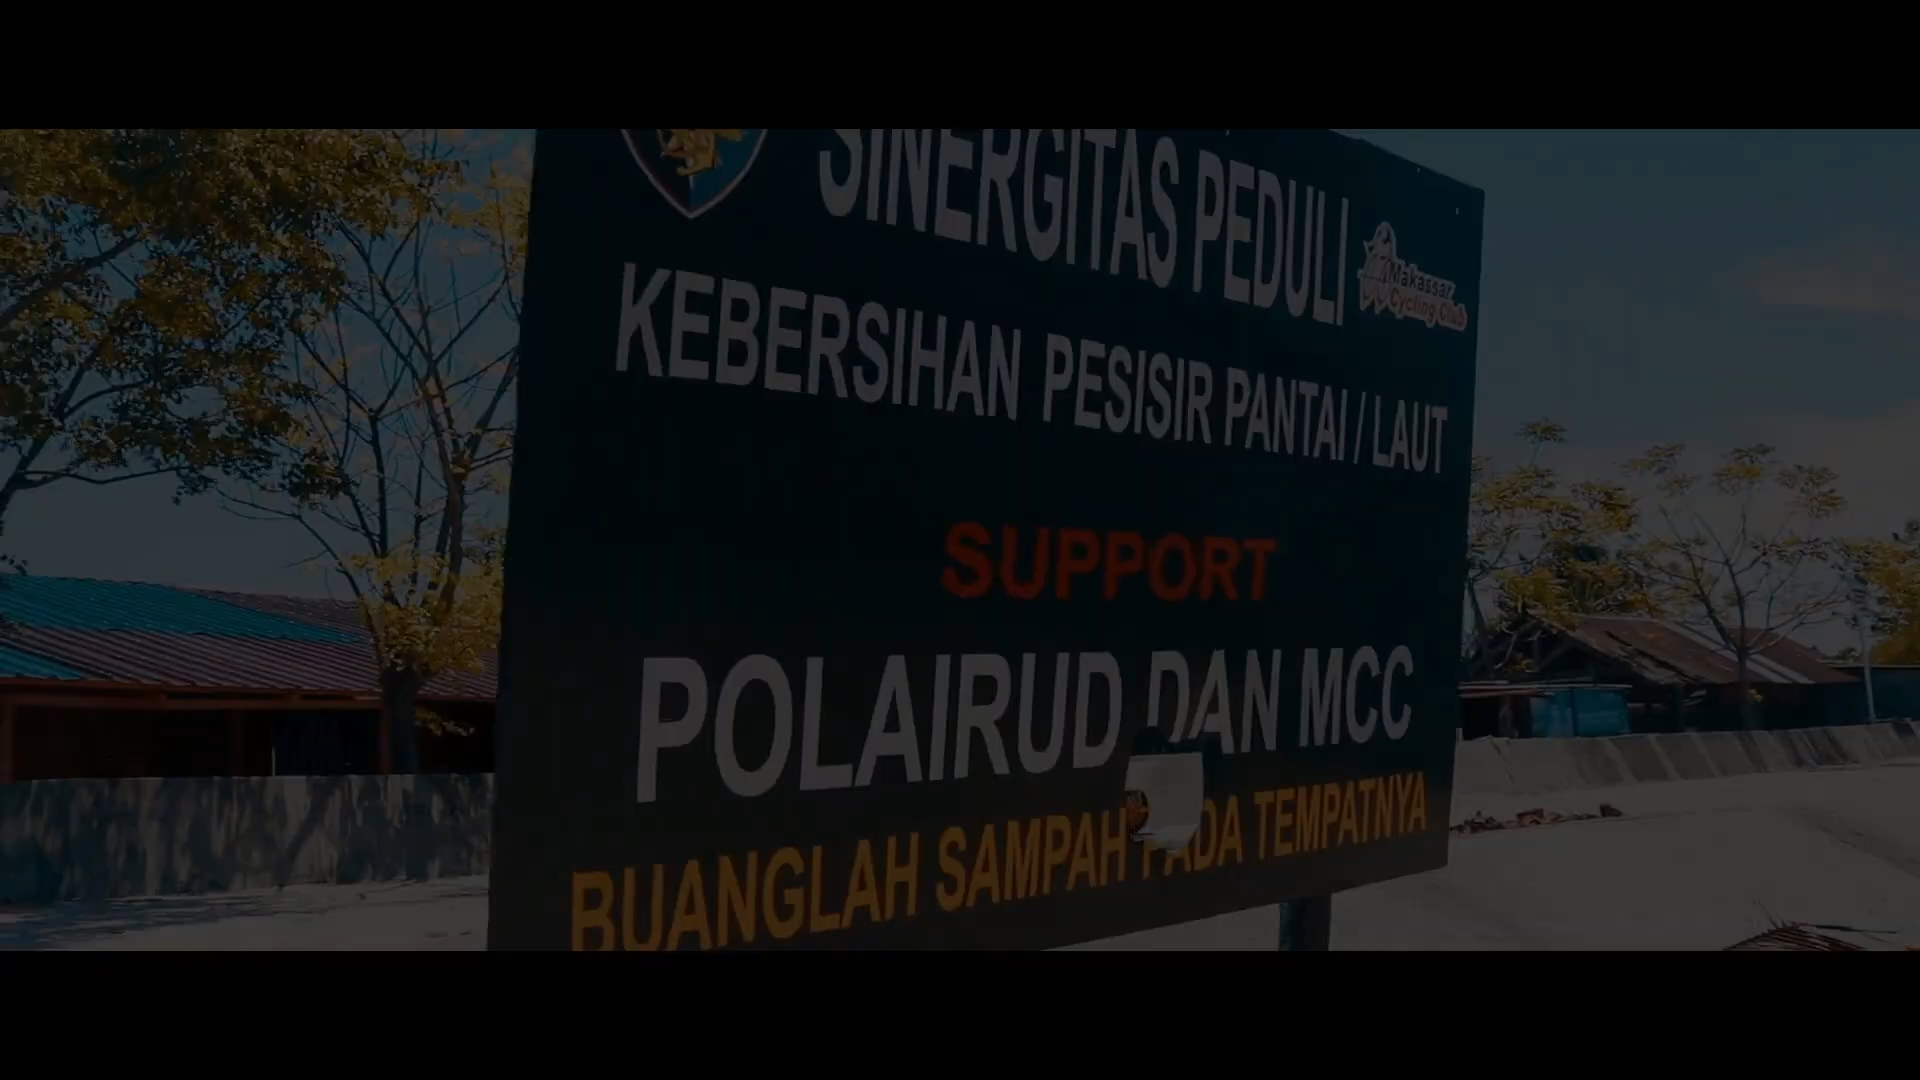 SINERGITAS PEDULI
Makassar
Cycling Club
KEBERSIHAN PESISIR PANTAI / LAUT
SUPPORT
POLAIRUD DAN MCC
BUANGLAH SAMPAH PADA TEMPATNYA